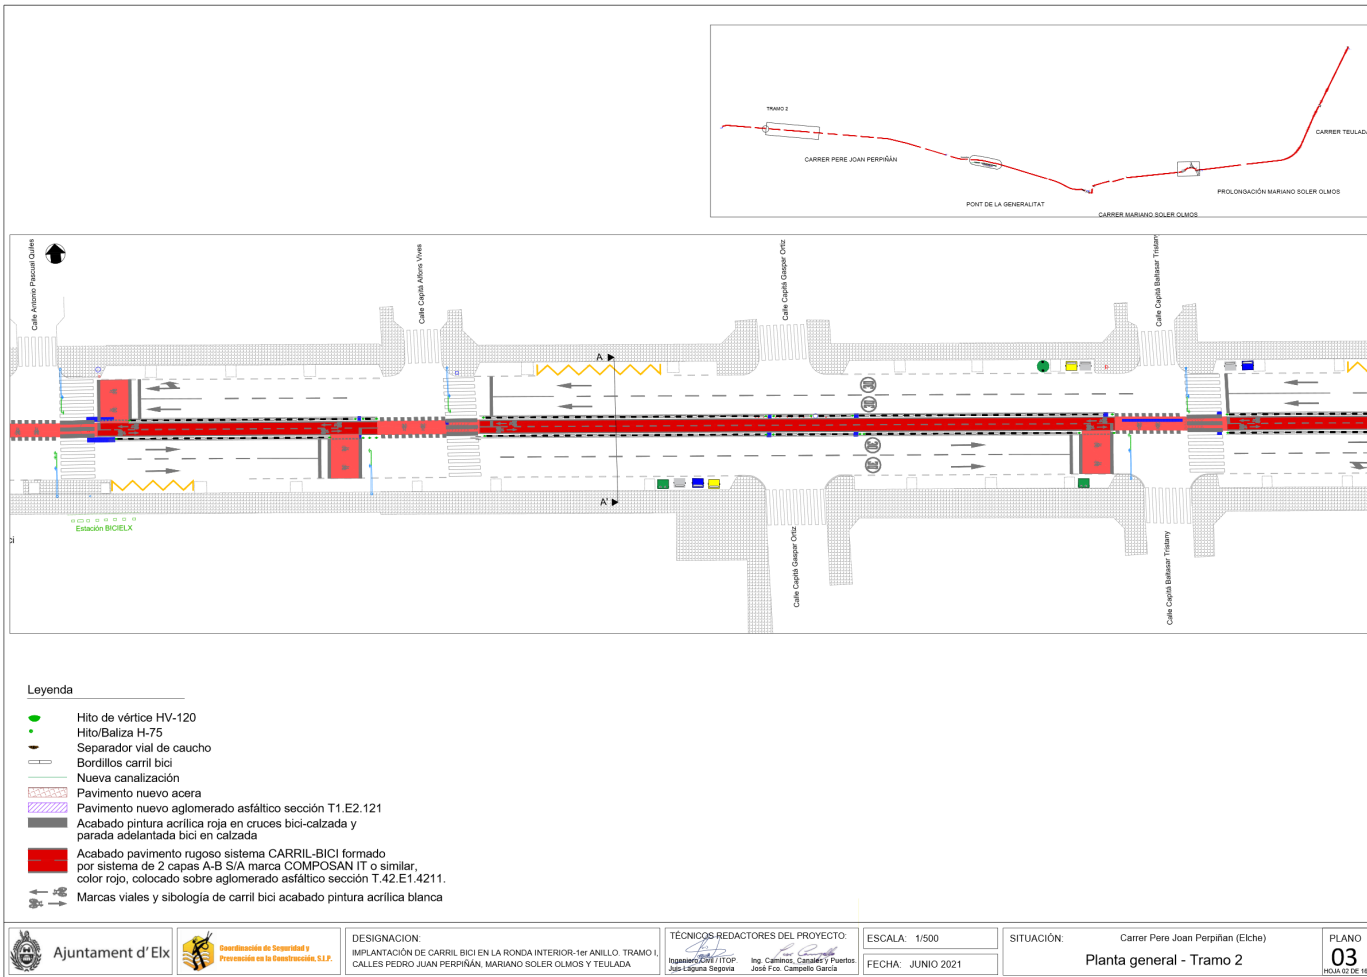 TRAMO 2
CARRER TEULADA
CARRER PERE JOAN PERPIÑÁN
PROLONGACIÓN MARIANO SOLER OLMOS
PONT DE LA GENERALITAT
CARRER MARIANO SOLER OLMOS
Calle Antonio Pascual Quiles
Calle Capità Alfons Vives
Calle Capità Gaspar Ortiz
Calle Capità Baltasar Tristany
A
A'
Estación BICIELX
ci
Calle Capità Gaspar Ortiz
Calle Capità Baltasar Tristany
Leyenda
Hito de vértice HV-120
Hito/Baliza H-75
Separador vial de caucho
Bordillos carril bici
Nueva canalización
Pavimento nuevo acera
Pavimento nuevo aglomerado asfáltico sección T1.E2.121
Acabado pintura acrílica roja en cruces bici-calzada y
parada adelantada bici en calzada
Acabado pavimento rugoso sistema CARRIL-BICI formado
por sistema de 2 capas A-B S/A marca COMPOSAN IT o similar,
color rojo, colocado sobre aglomerado asfáltico sección T.42.E1.4211.
Marcas viales y sibología de carril bici acabado pintura acrílica blanca
Ajuntament d'Elx
Coordinación de Seguridad y
Prevención en la Construcción, S.L.P.
DESIGNACION:
IMPLANTACIÓN DE CARRIL BICI EN LA RONDA INTERIOR-1er ANILLO. TRAMO I,
CALLES PEDRO JUAN PERPIÑÁN, MARIANO SOLER OLMOS Y TEULADA
TÉCNICOS REDACTORES DEL PROYECTO:
Ingeniero Civil / ITOP.
Luis Laguna Segovia
Ing. Caminos, Canales y Puertos.
José Fco. Campello García
ESCALA: 1/500
FECHA: JUNIO 2021
SITUACIÓN: Carrer Pere Joan Perpiñan (Elche)
Planta general - Tramo 2
PLANO
03
HOJA 02 DE 16